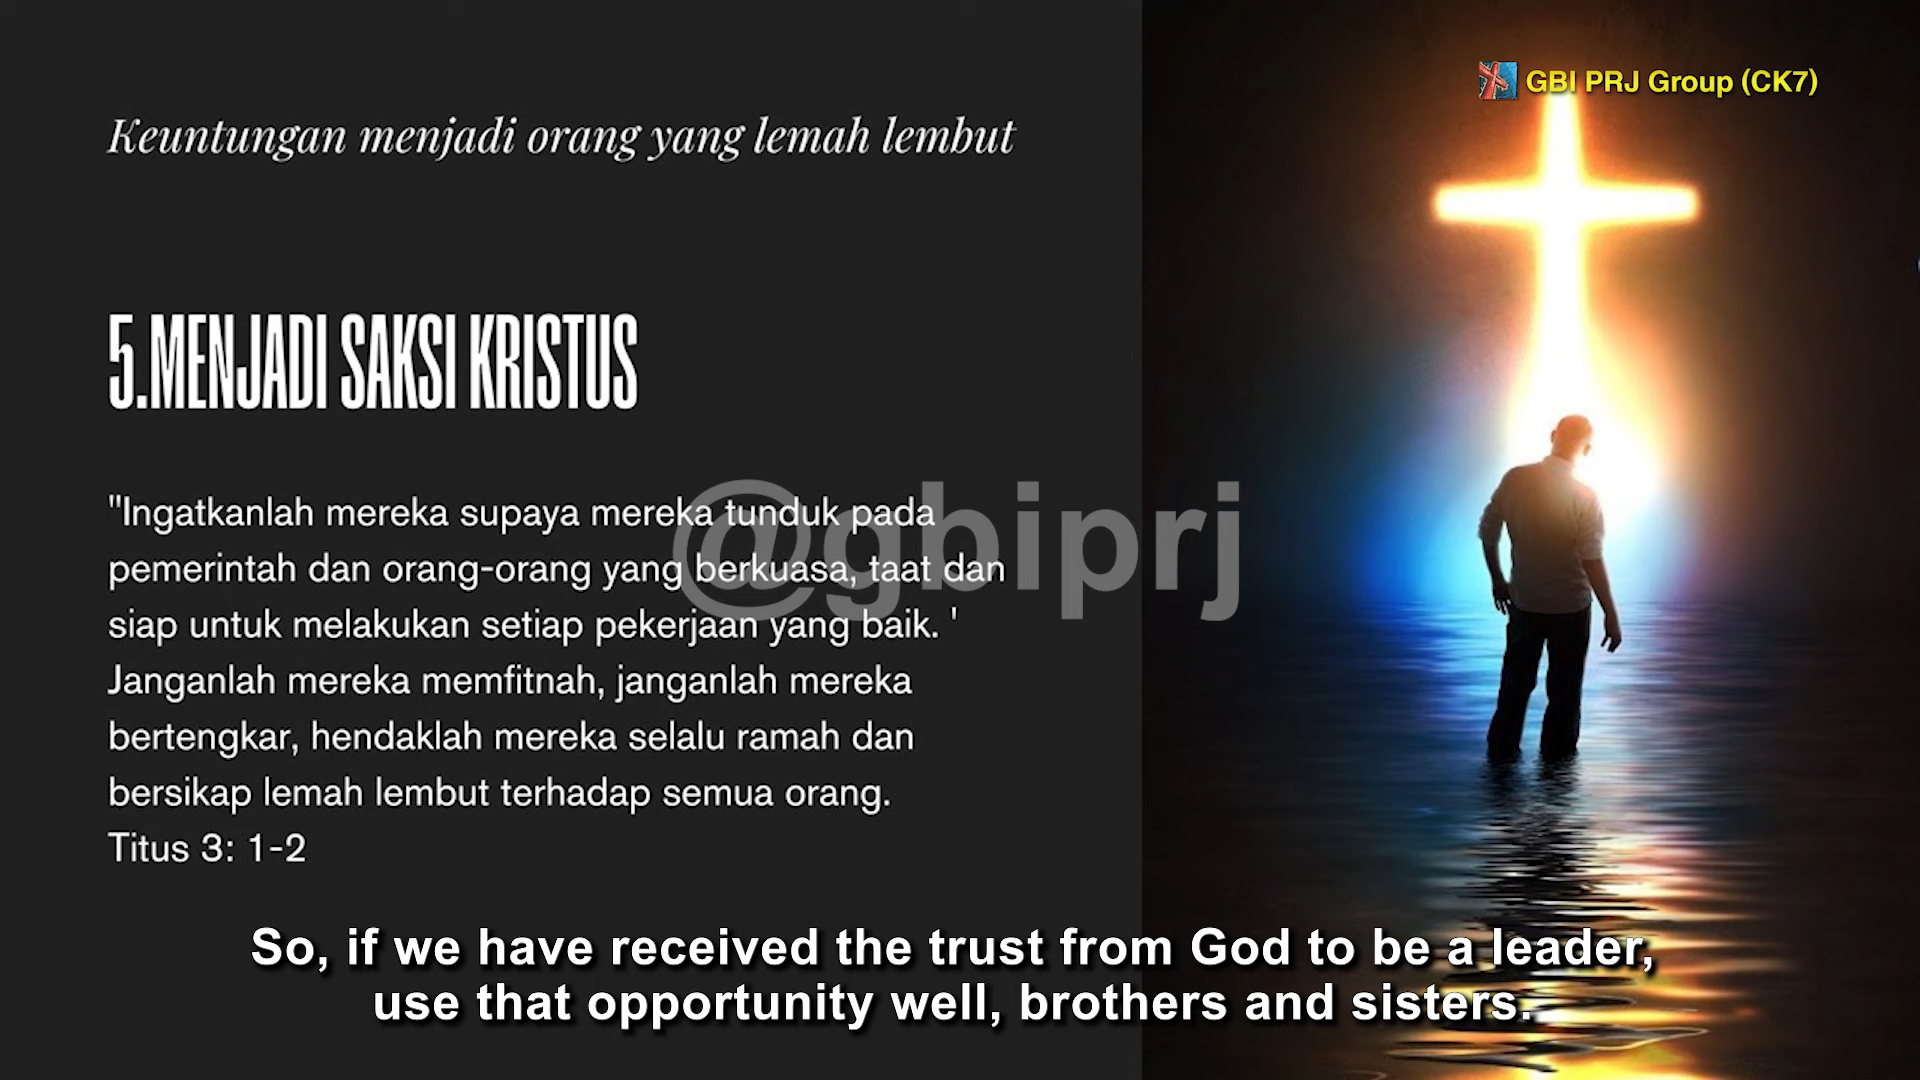 GBI PRJ Group (CK7)
Keuntungan menjadi orang yang lemah lembut
5.MENJADI SAKSI KRISTUS
"Ingatkanlah mereka supaya mereka tunduk pada
pemerintah dan orang-orang yang berkuasa, taat dan
siap untuk melakukan setiap pekerjaan yang baik. '
Janganlah mereka memfitnah, janganlah mereka
bertengkar, hendaklah mereka selalu ramah dan
bersikap lemah lembut terhadap semua orang.
Titus 3: 1-2
@gbiprj
So, if we have received the trust from God to be a leader,
use that opportunity well, brothers and sisters.